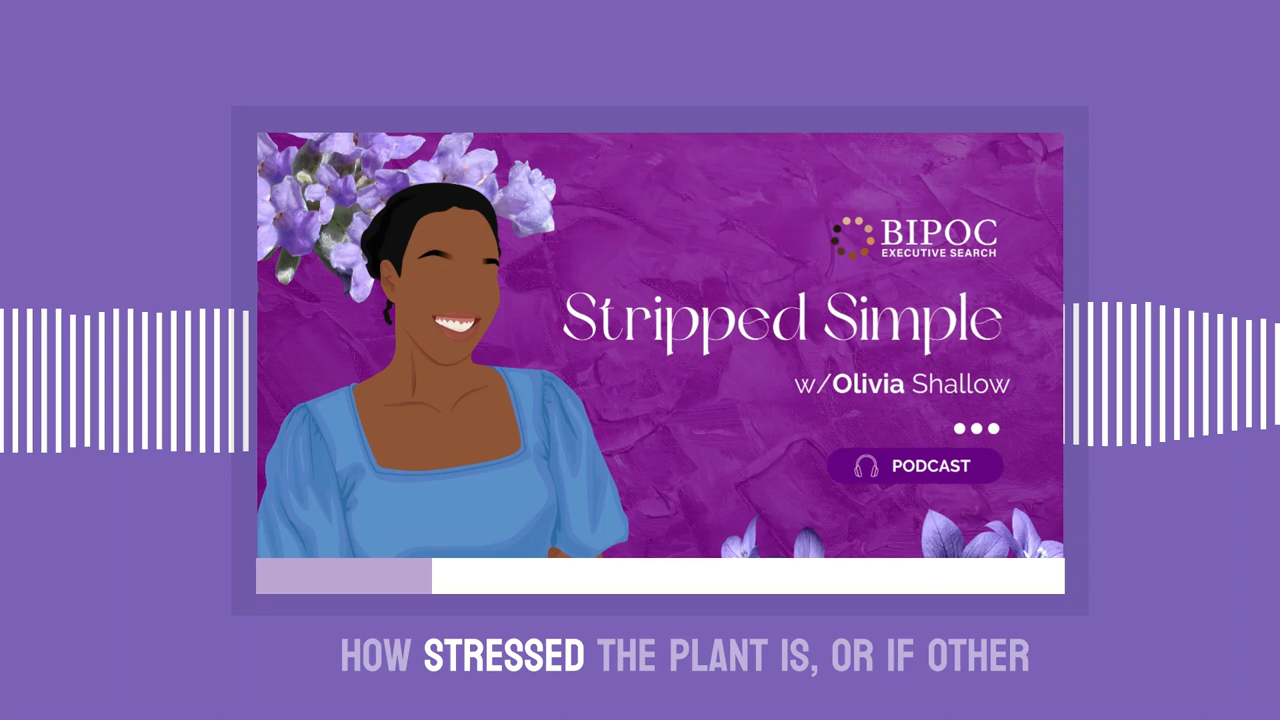 BIPOC
EXECUTIVE SEARCH
Stripped Simple
w/Olivia Shallow
PODCAST
HOW STRESSED THE PLANT IS, OR IF OTHER